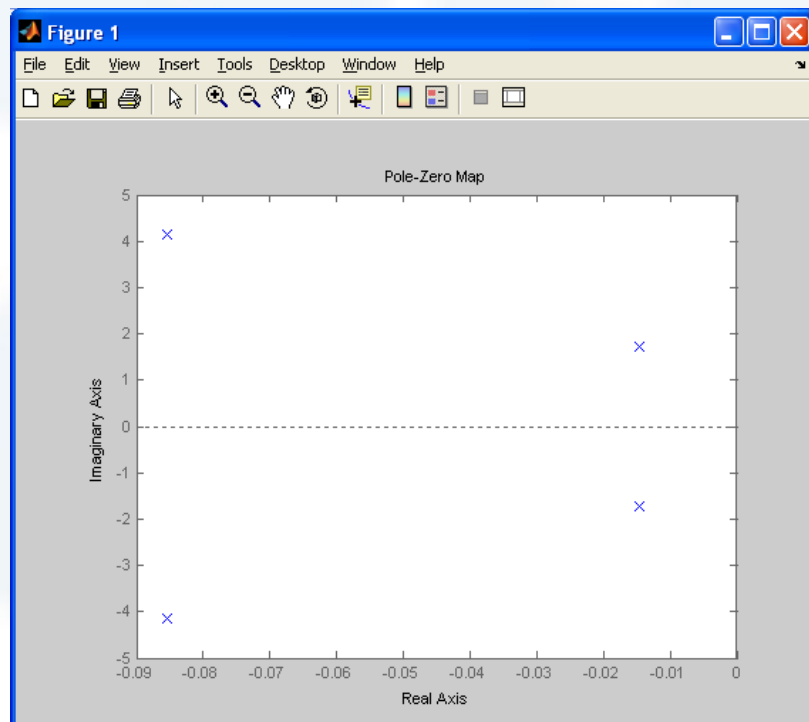 Figure 1
File Edit View Insert Tools Desktop Window Help
Pole-Zero Map
5
4
3
2
1
0
-1
-2
-3
-4
-5
Imaginary Axis
-0.09 -0.08 -0.07 -0.06 -0.05 -0.04 -0.03 -0.02 -0.01 0
Real Axis